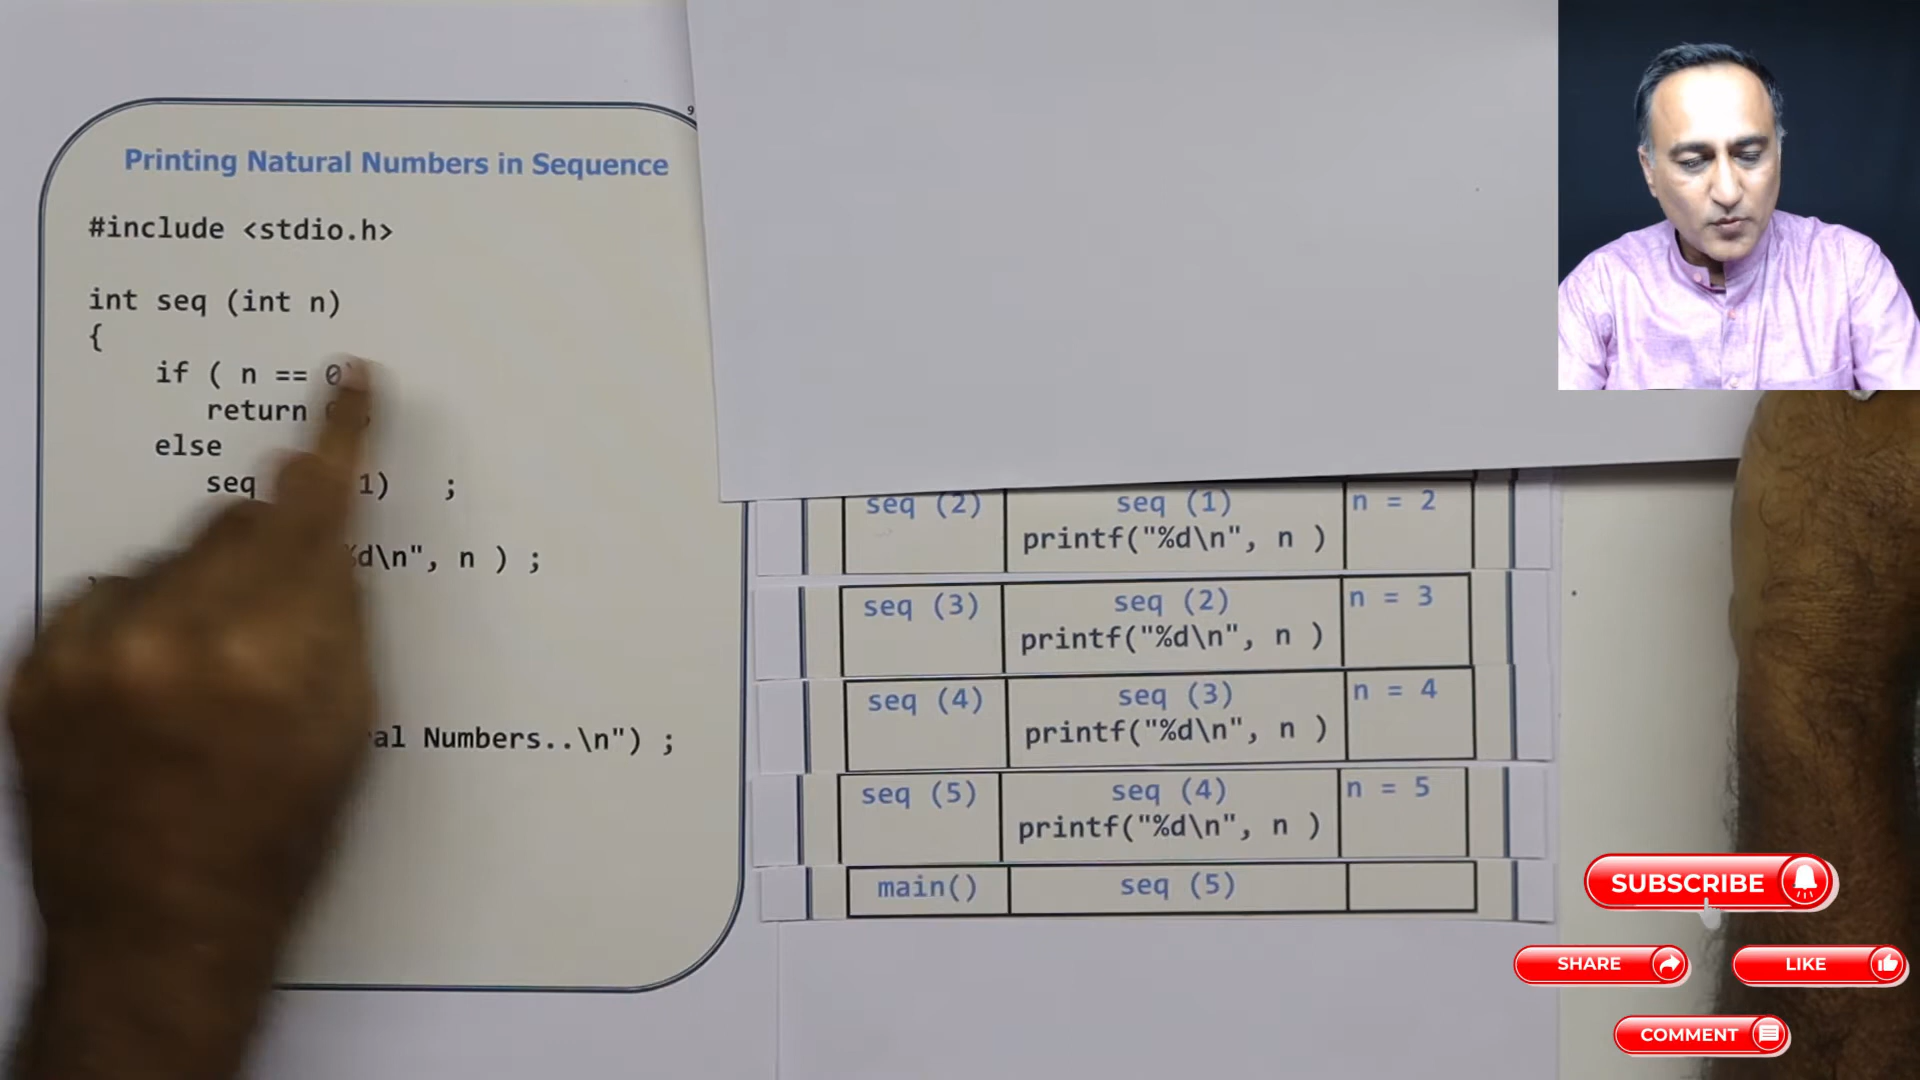 9
Printing Natural Numbers in Sequence
#include <stdio.h>
int seq (int n)
{
if ( n == 0)
return ;
else
seq 1) ;
%d\n", n ) ;
al Numbers..\n") ;
seq (2) seq (1) n = 2
printf("%d\n", n )
seq (3) seq (2) n = 3
printf("%d\n", n )
seq (4) seq (3) n = 4
printf("%d\n", n )
seq (5) seq (4) n = 5
printf("%d\n", n )
main() seq (5)
SUBSCRIBE
SHARE
LIKE
COMMENT